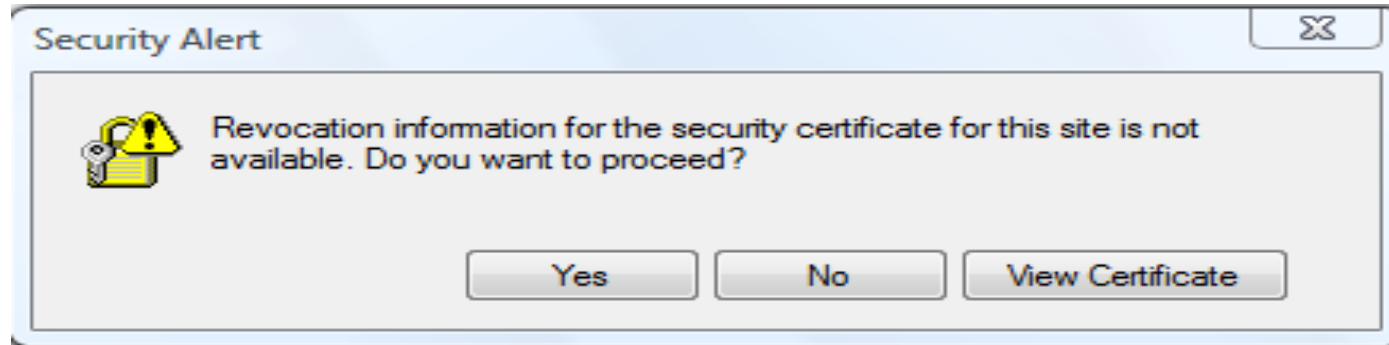 Security Alert
Revocation information for the security certificate for this site is not
available. Do you want to proceed?
Yes No View Certificate